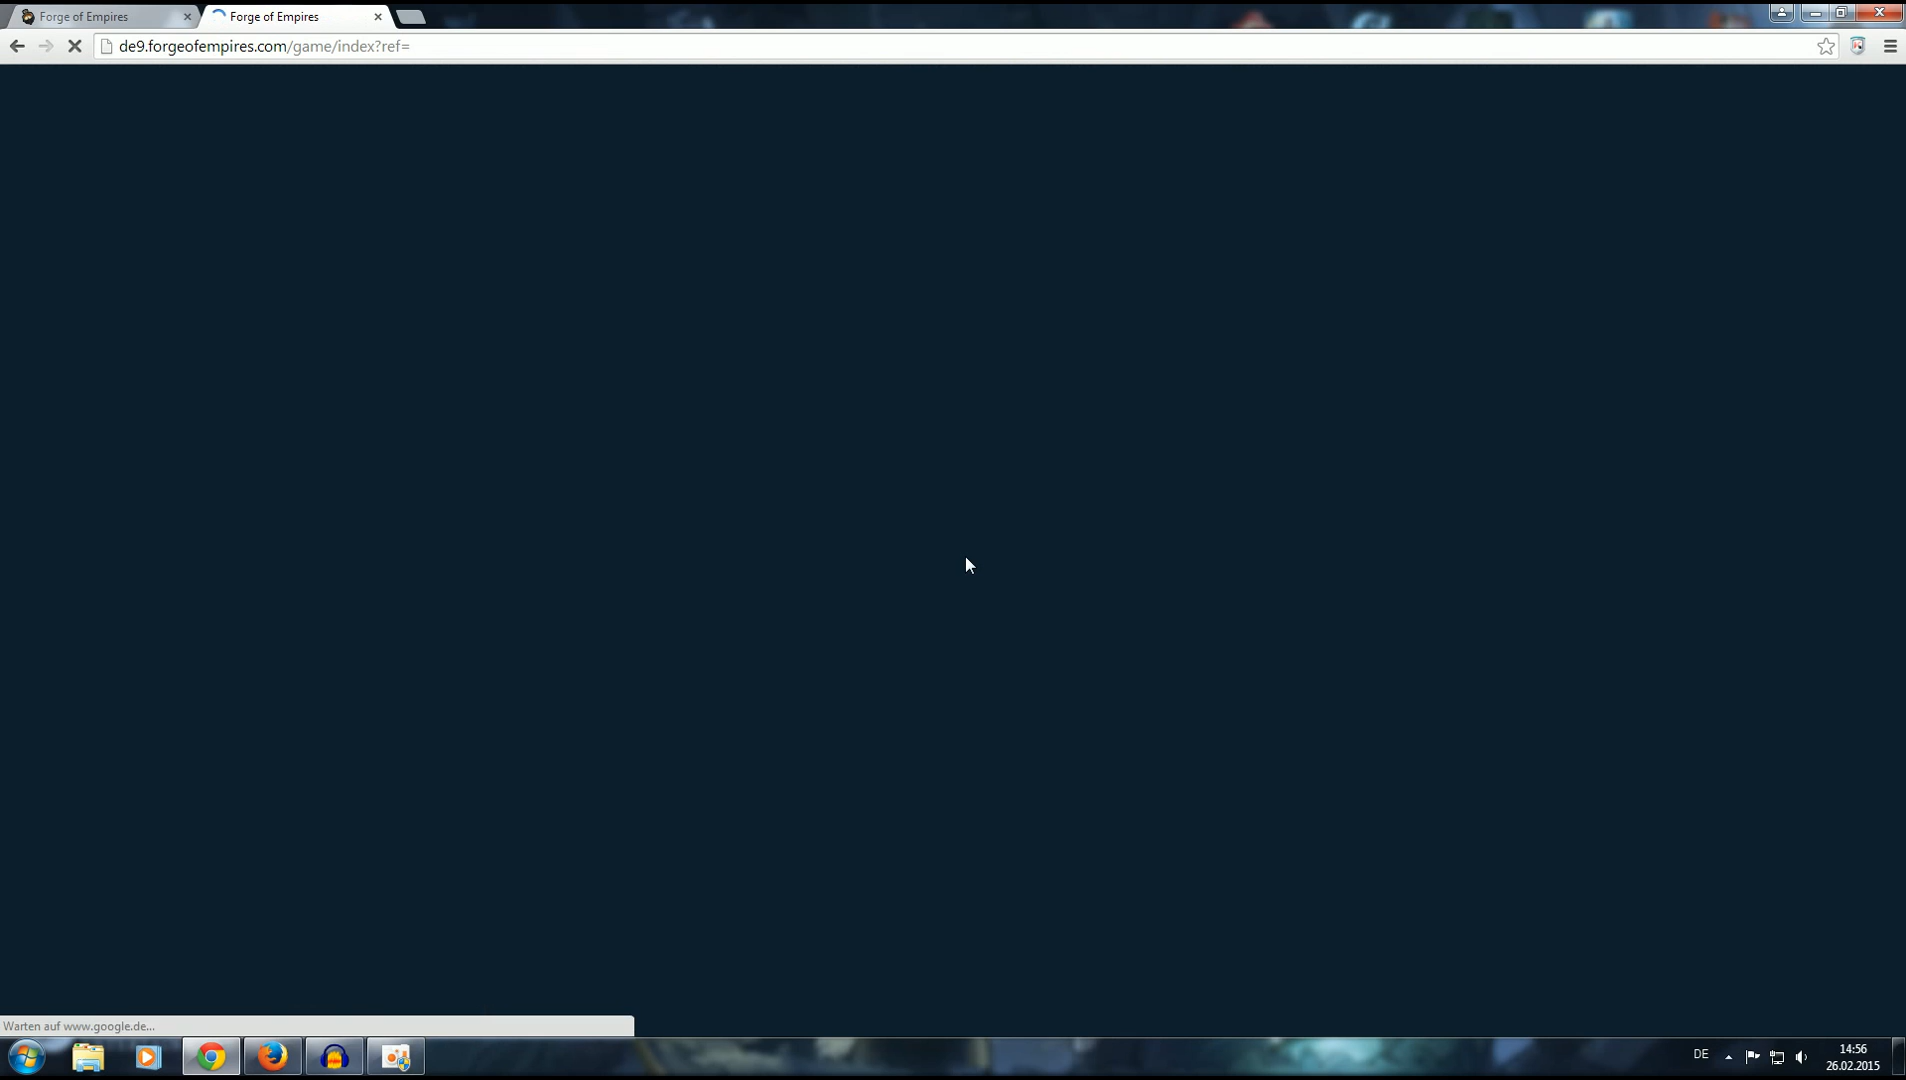 Forge of Empires
Forge of Empires
de9.forgeofempires.com/game/index?ref=
Warten auf www.google.de...
DE
14:56
26.02.2015